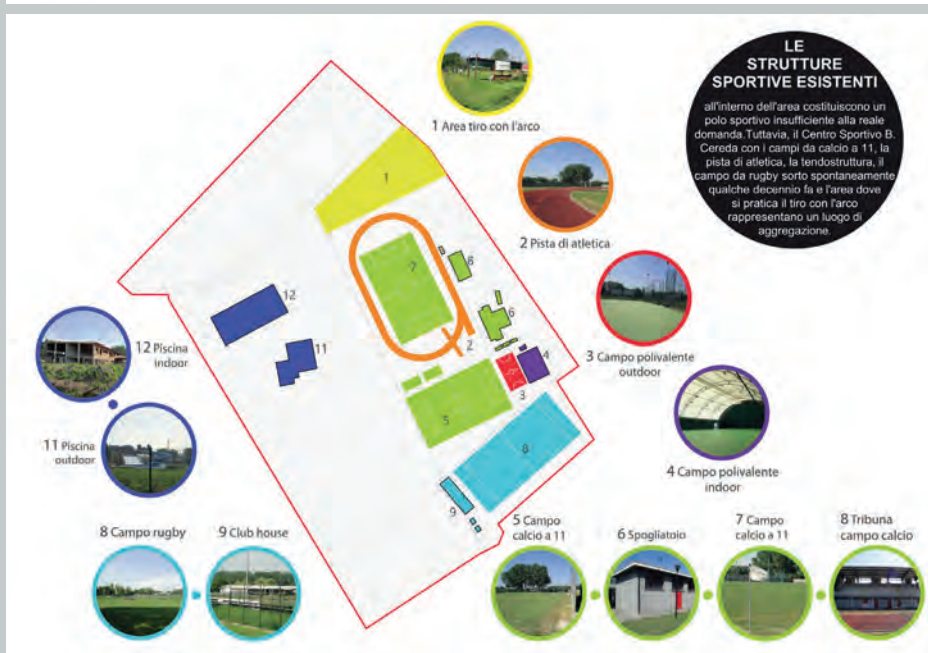 LE
STRUTTURE
SPORTIVE ESISTENTI
all'interno dell'area costituiscono un
polo sportivo insufficiente alla reale
domanda.Tuttavia, il Centro Sportivo B.
Cereda con i campi da calcio a 11, la
pista di atletica, la tendostruttura, il
campo da rugby sorto spontaneamente
qualche decennio fa e l'area dove
si pratica il tiro con l'arco
rappresentano un luogo di
aggregazione.
1 Area tiro con l'arco
2 Pista di atletica
3 Campo polivalente
outdoor
4 Campo polivalente
indoor
12 Piscina
indoor
11 Piscina
outdoor
8 Campo rugby
9 Club house
5 Campo
calcio a 11
6 Spogliatoio
7 Campo
calcio a 11
8 Tribuna
campo calcio
1
7
8
6
12
11
2
4
3
5
8
9